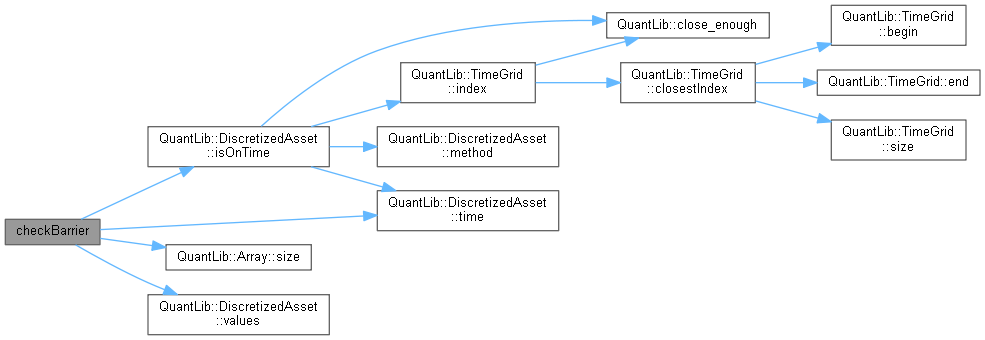 checkBarrier
QuantLib::DiscretizedAsset
::isOnTime
QuantLib::close_enough
QuantLib::TimeGrid
::index
QuantLib::TimeGrid
::closestIndex
QuantLib::TimeGrid
::begin
QuantLib::TimeGrid::end
QuantLib::TimeGrid
::size
QuantLib::DiscretizedAsset
::method
QuantLib::DiscretizedAsset
::time
QuantLib::Array::size
QuantLib::DiscretizedAsset
::values